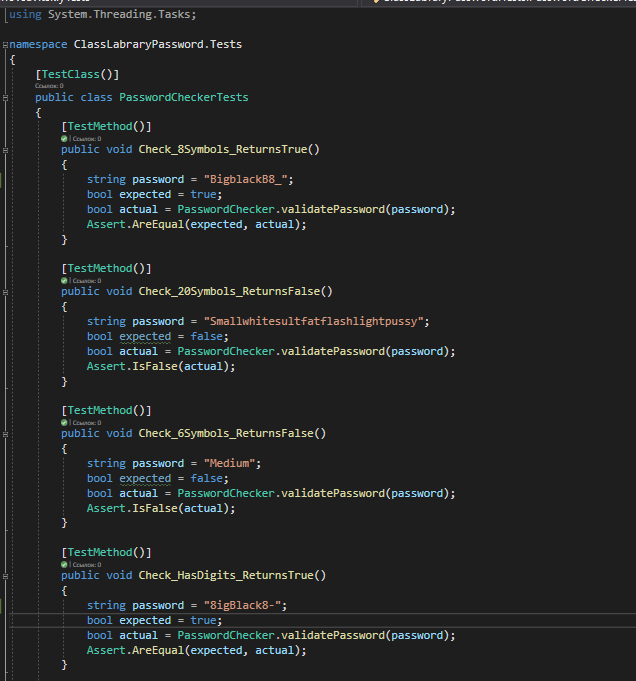 using System.Threading.Tasks;
namespace ClassLabraryPassword.Tests
{
[TestClass()]
Ссылок: 0
public class PasswordCheckerTests
{
[TestMethod()]
| Ссылок: 0
public void Check_8Symbols_ReturnsTrue()
{
string password = "BigblackB8_";
bool expected = true;
bool actual = PasswordChecker.validatePassword(password);
Assert.AreEqual(expected, actual);
}
[TestMethod()]
| Ссылок: 0
public void Check_20Symbols_ReturnsFalse()
{
string password = "Smallwhitesultfatflashlightpussy";
bool expected = false;
bool actual = PasswordChecker.validatePassword(password);
Assert.IsFalse(actual);
}
[TestMethod()]
| Ссылок: 0
public void Check_6Symbols_ReturnsFalse()
{
string password = "Medium";
bool expected = false;
bool actual = PasswordChecker.validatePassword(password);
Assert.IsFalse(actual);
}
[TestMethod()]
| Ссылок: 0
public void Check_HasDigits_ReturnsTrue()
{
string password = "8igBlack8-";
bool expected = true;
bool actual = PasswordChecker.validatePassword(password);
Assert.AreEqual(expected, actual);
}